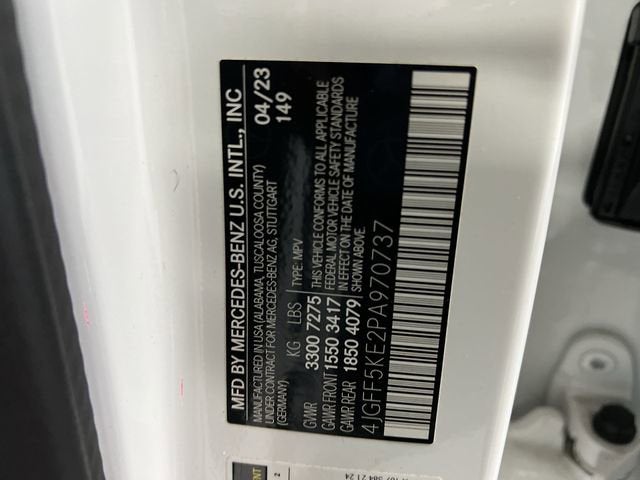 MFD BY MERCEDES-BENZ U.S. INTL., INC
MANUFACT. IN USA (ALABAMA, TUSCALOOSA COUNTY)
UNDER CONTRACT FOR MERCEDES-BENZ AG, STUTTGART
(GERMANY)
04/23
149
KG LBS TYPE: MPV
GVWR 3300 7275
GAWR FRONT 1550 3417
GAWR REAR 1850 4079
THIS VEHICLE CONFORMS TO ALL APPLICABLE
FEDERAL MOTOR VEHICLE SAFETY STANDARDS
IN EFFECT ON THE DATE OF MANUFACTURE
SHOWN ABOVE.
4JGFF5KE2PA970737